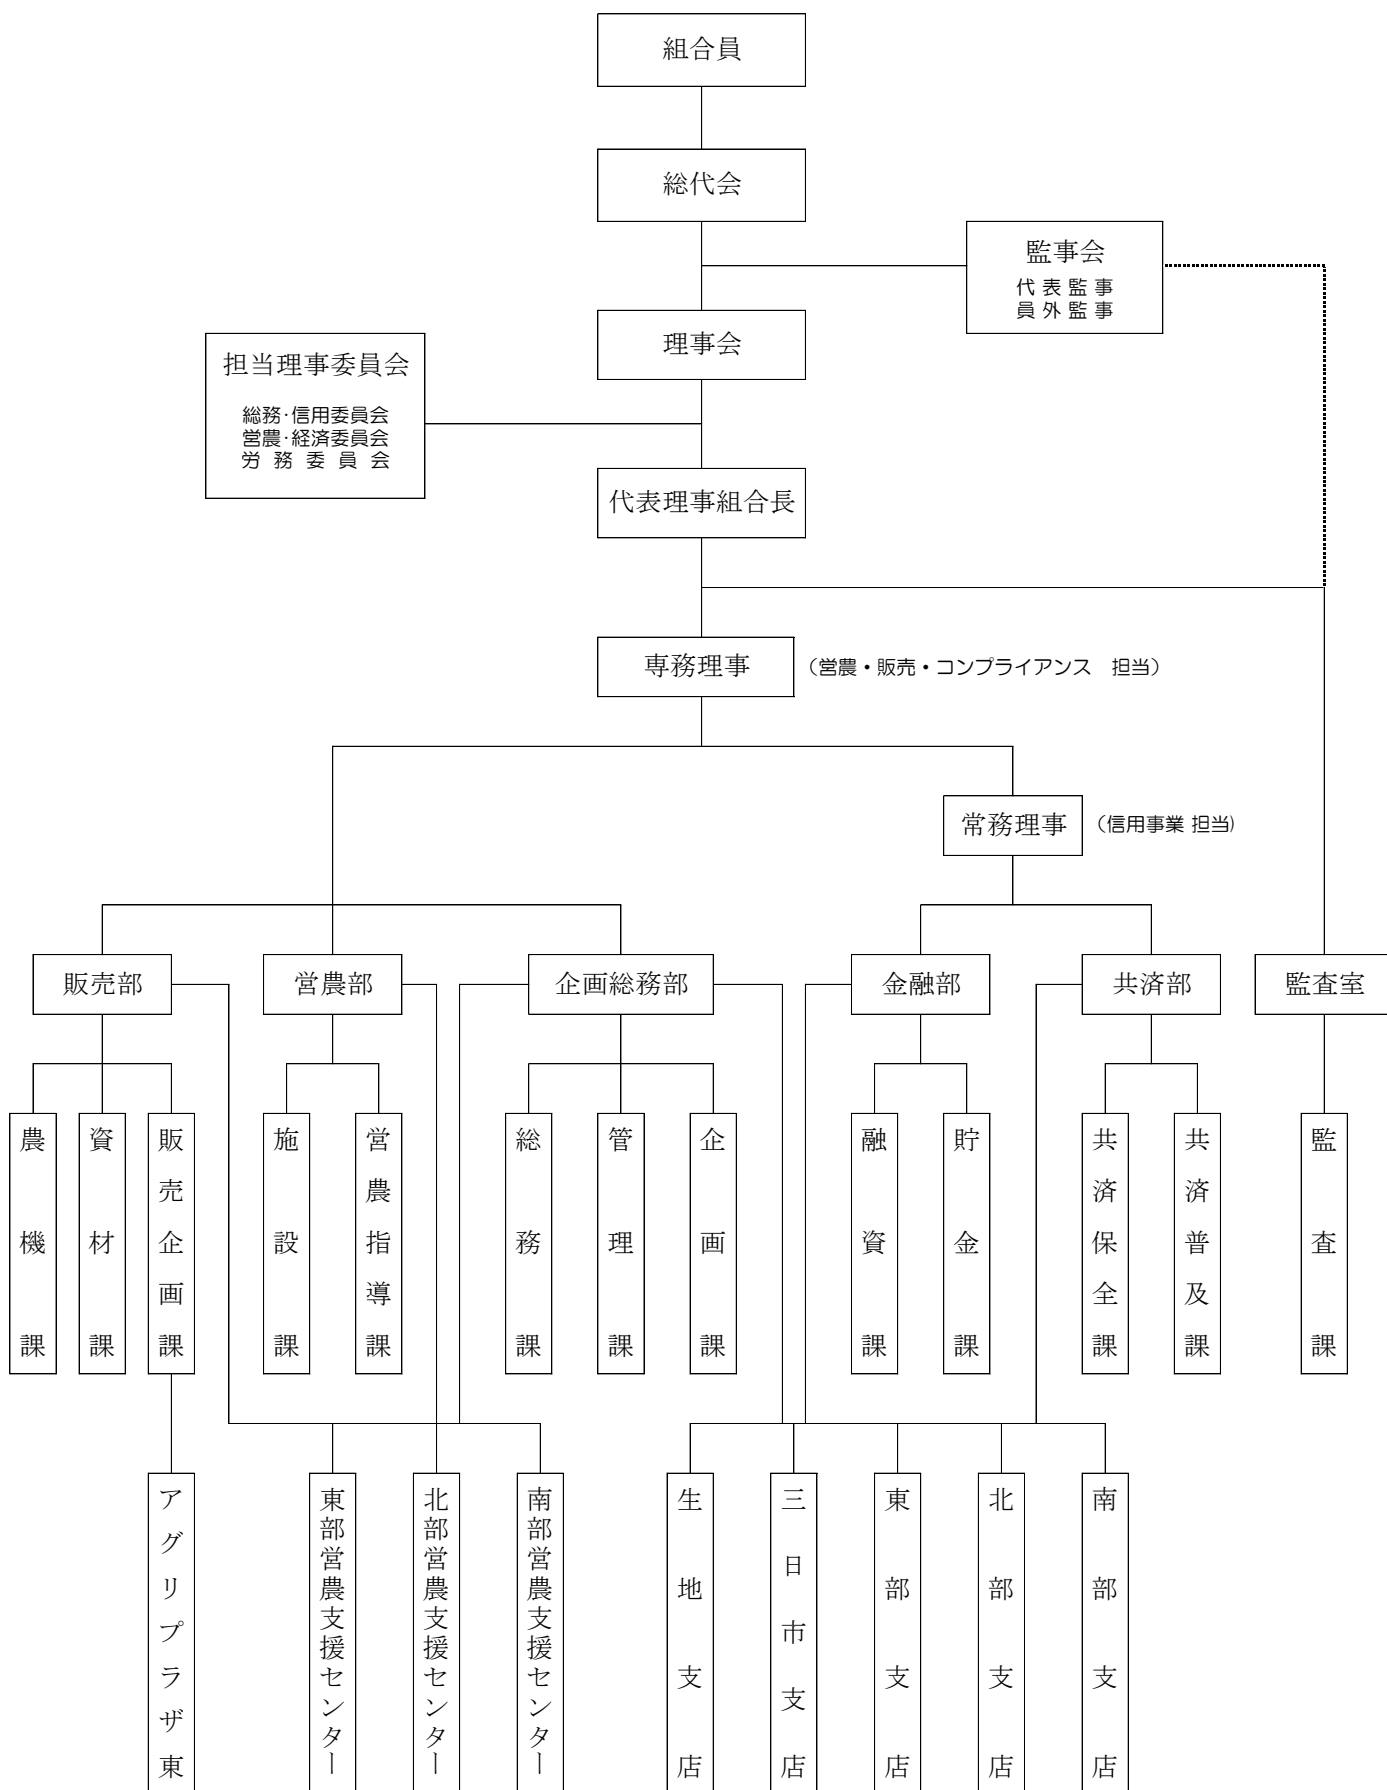 組合員
総代会
監事会
代表監事
員外監事
理事会
担当理事委員会
総務・信用委員会
営農・経済委員会
労務委員会
代表理事組合長
専務理事
（営農・販売・コンプライアンス　担当）
常務理事
（信用事業 担当)
販売部
営農部
企画総務部
金融部
共済部
監査室
農機課
資材課
販売企画課
施設課
営農指導課
総務課
管理課
企画課
融資課
貯金課
共済保全課
共済普及課
監査課
アグリプラザ東
東部営農支援センター
北部営農支援センター
南部営農支援センター
生地支店
三日市支店
東部支店
北部支店
南部支店